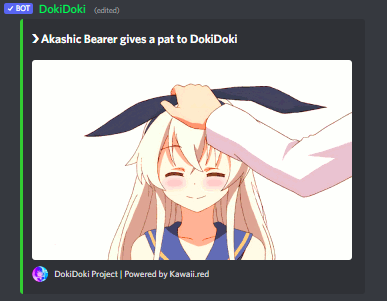 ✓ BOT DokiDoki (edited)
❯ Akashic Bearer gives a pat to DokiDoki
DokiDoki Project | Powered by Kawaii.red